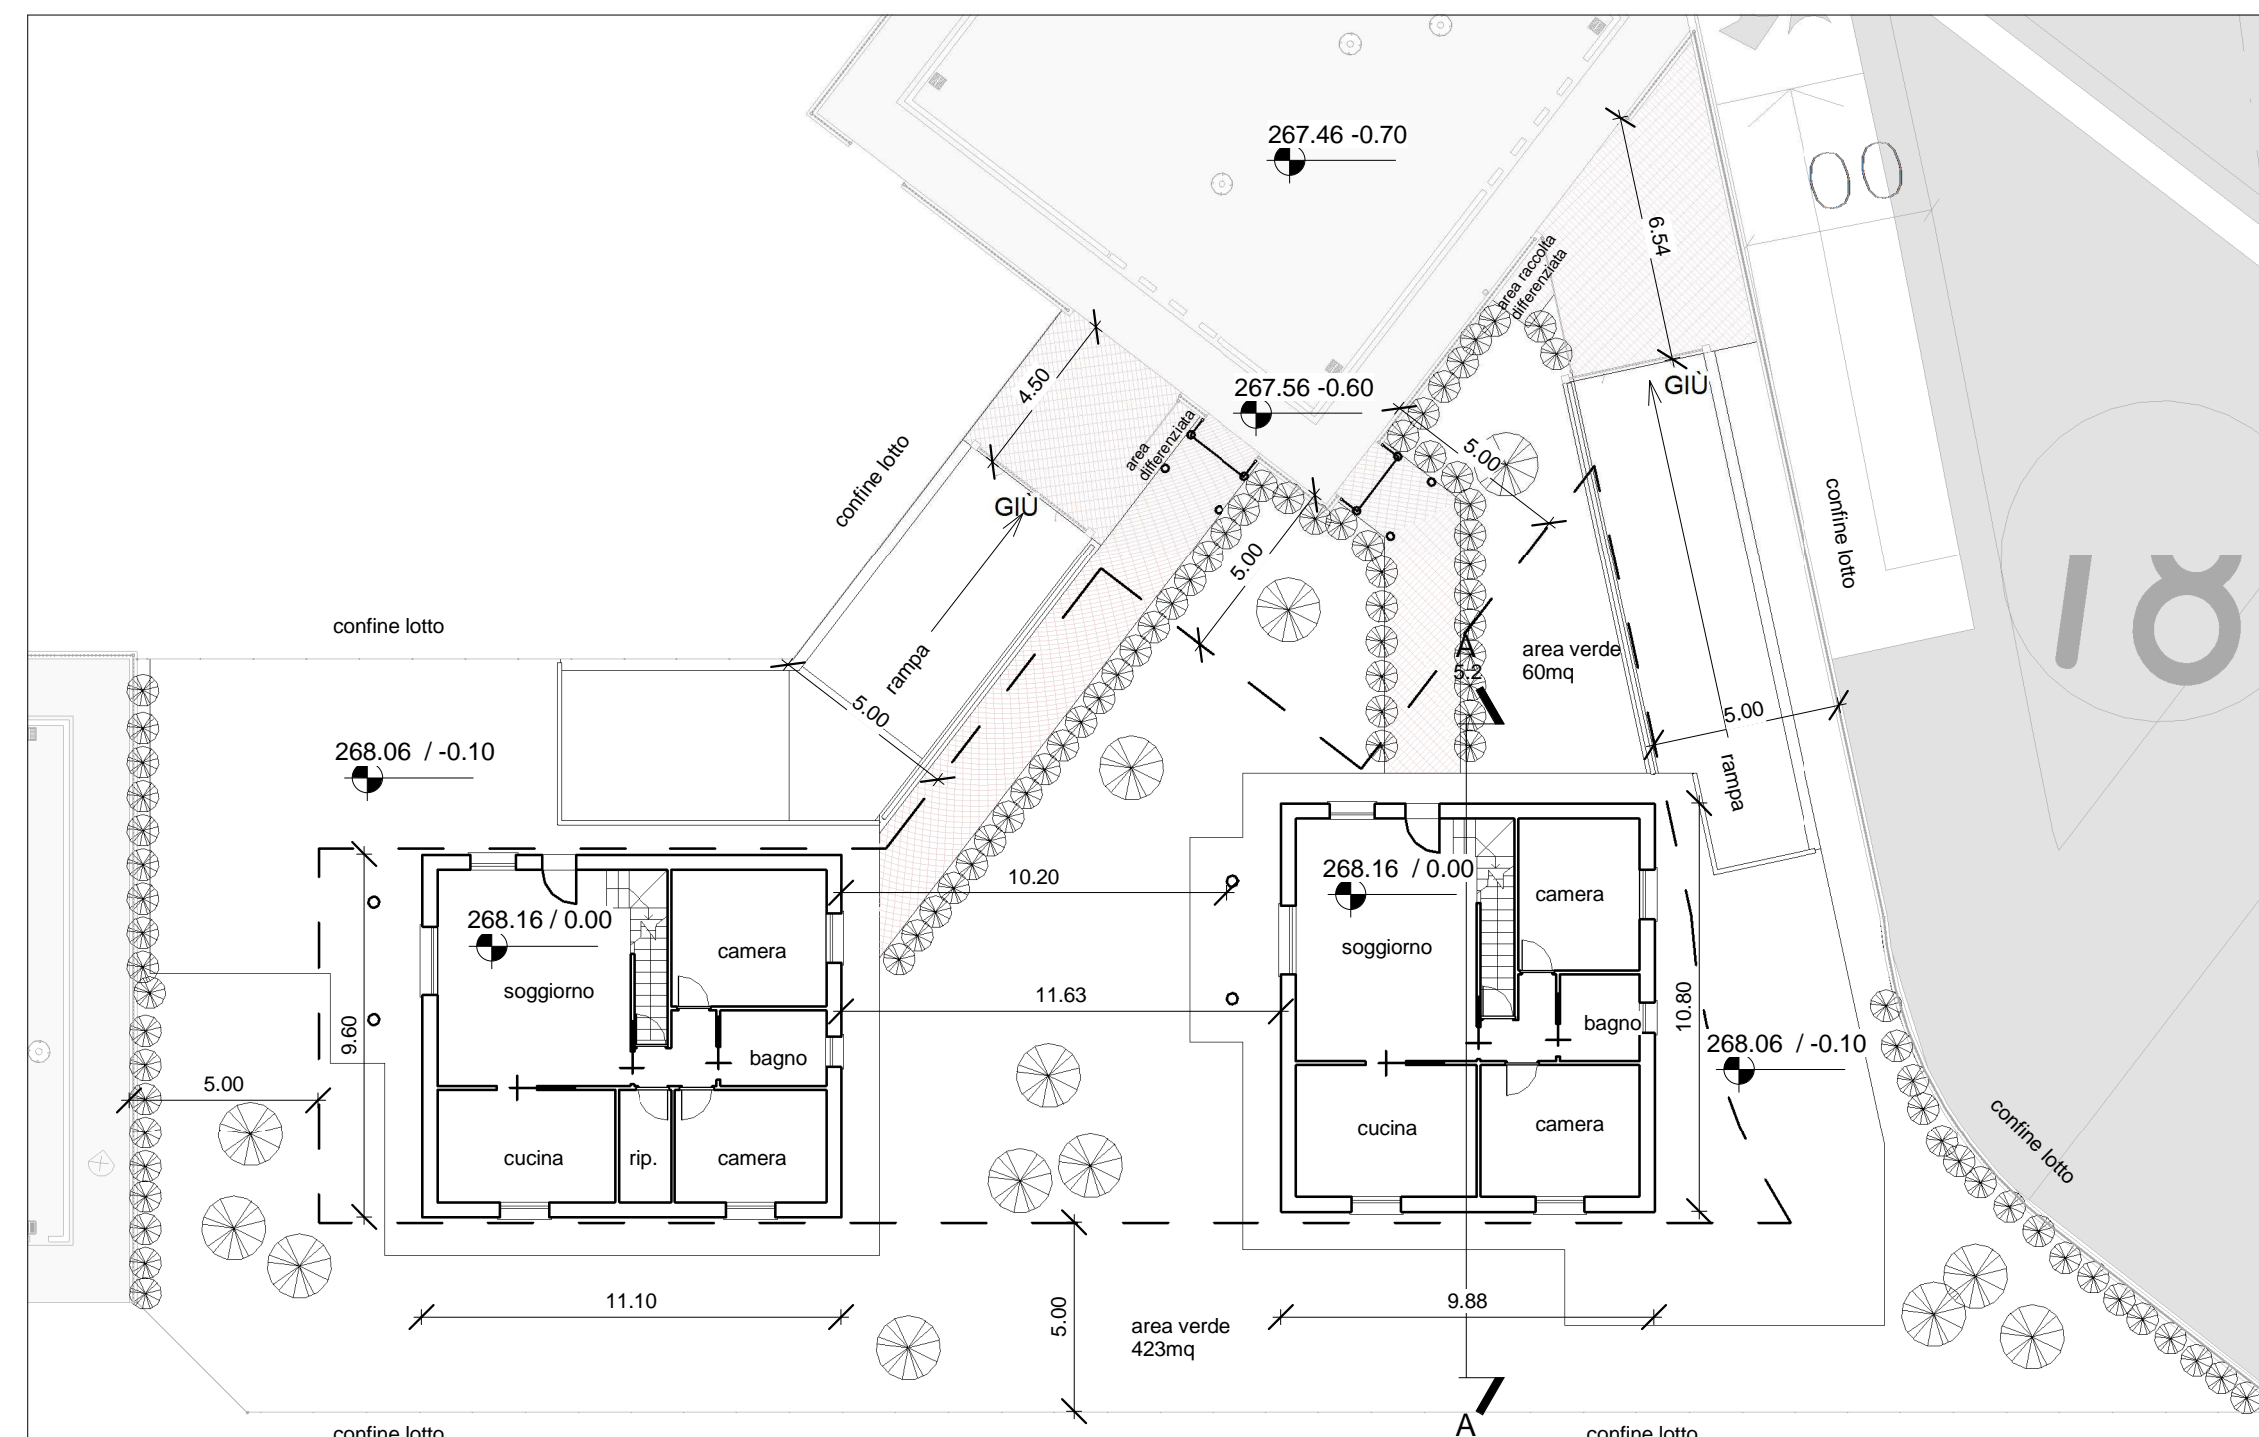 267.46 -0.70
6.54
area raccolta
differenziata
4.50
267.56 -0.60
GIÙ
area
differenziata
5.00
confine lotto
GIÙ
confine lotto
5.00
confine lotto
rampa
A
5.2
area verde
60mq
5.00
5.00
rampa
268.06 / -0.10
10.20
268.16 / 0.00
camera
268.16 / 0.00
camera
soggiorno
soggiorno
11.63
10.80
bagno
9.60
bagno
268.06 / -0.10
5.00
confine lotto
cucina
rip.
camera
cucina
camera
11.10
5.00
9.88
area verde
423mq
A
confine lotto
confine lotto